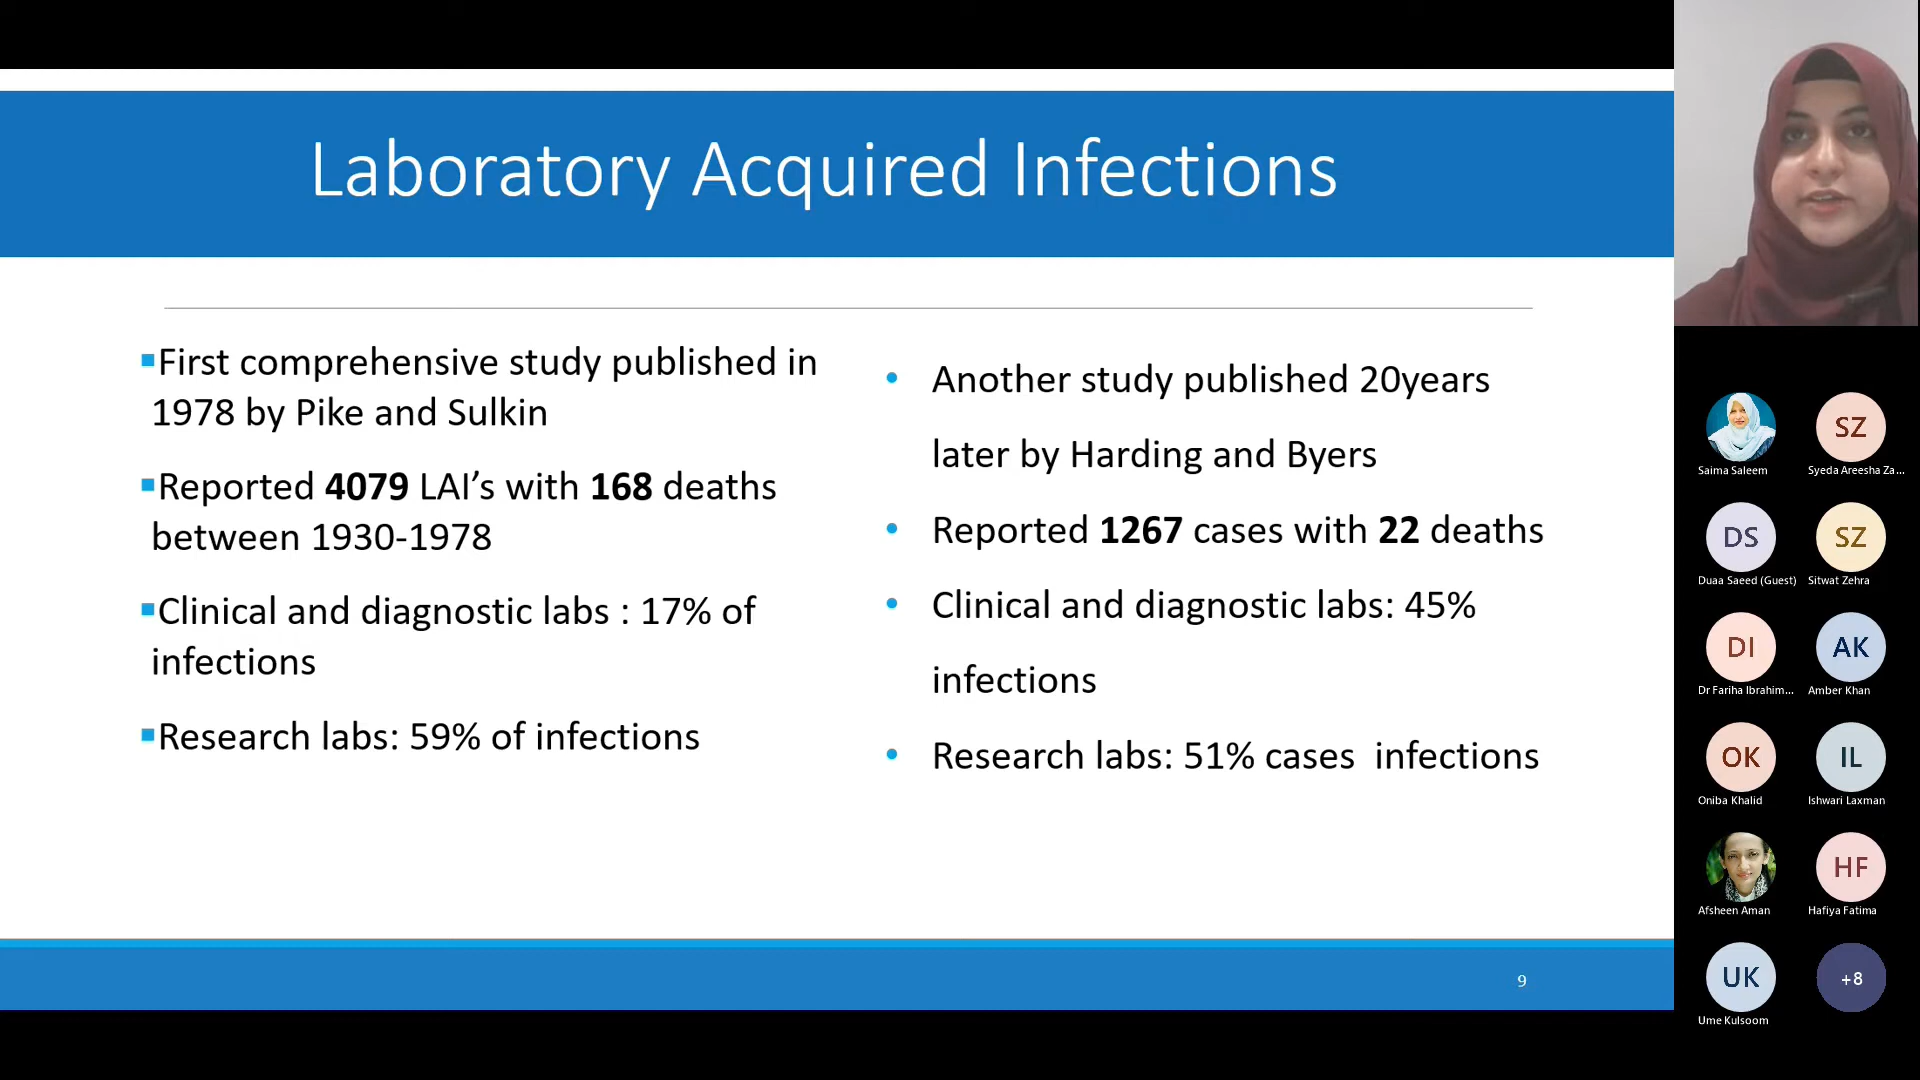 Laboratory Acquired Infections
▪First comprehensive study published in
1978 by Pike and Sulkin
▪Reported 4079 LAI’s with 168 deaths
between 1930-1978
▪Clinical and diagnostic labs : 17% of
infections
▪Research labs: 59% of infections
• Another study published 20years
later by Harding and Byers
• Reported 1267 cases with 22 deaths
• Clinical and diagnostic labs: 45%
infections
• Research labs: 51% cases  infections
9
SZ
Saima Saleem
Syeda Areesha Za...
DS
SZ
Duaa Saeed (Guest)
Sitwat Zehra
DI
AK
Dr Fariha Ibrahim...
Amber Khan
OK
IL
Oniba Khalid
Ishwari Laxman
HF
Afsheen Aman
Hafiya Fatima
UK
+8
Ume Kulsoom